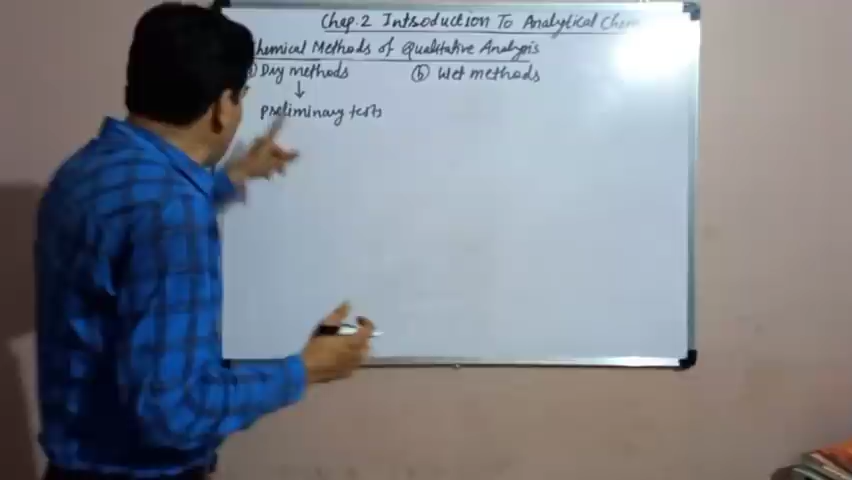 Chap. 2 Introduction To Analytical Chem
Chemical Methods of Qualitative Analysis
Dry methods (b) Wet methods
↓
preliminary tests